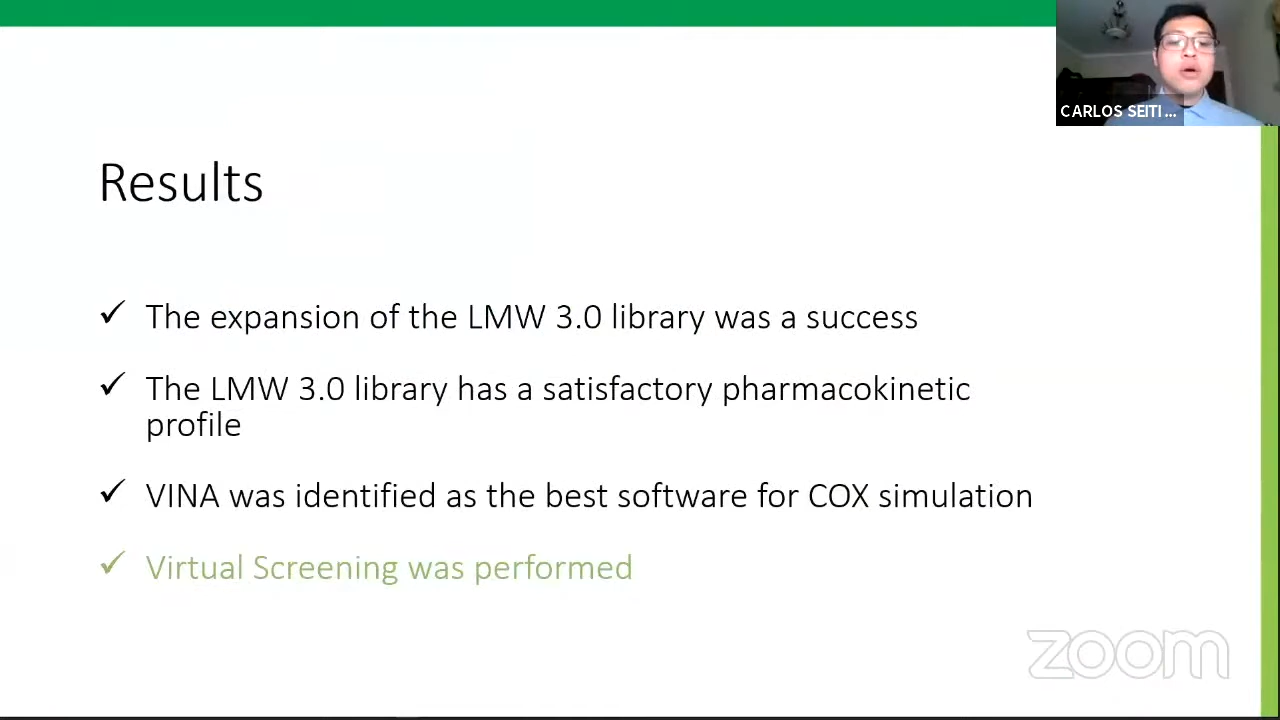 CARLOS SEITI ...
Results
✓ The expansion of the LMW 3.0 library was a success
✓ The LMW 3.0 library has a satisfactory pharmacokinetic
profile
✓ VINA was identified as the best software for COX simulation
✓ Virtual Screening was performed
zoom